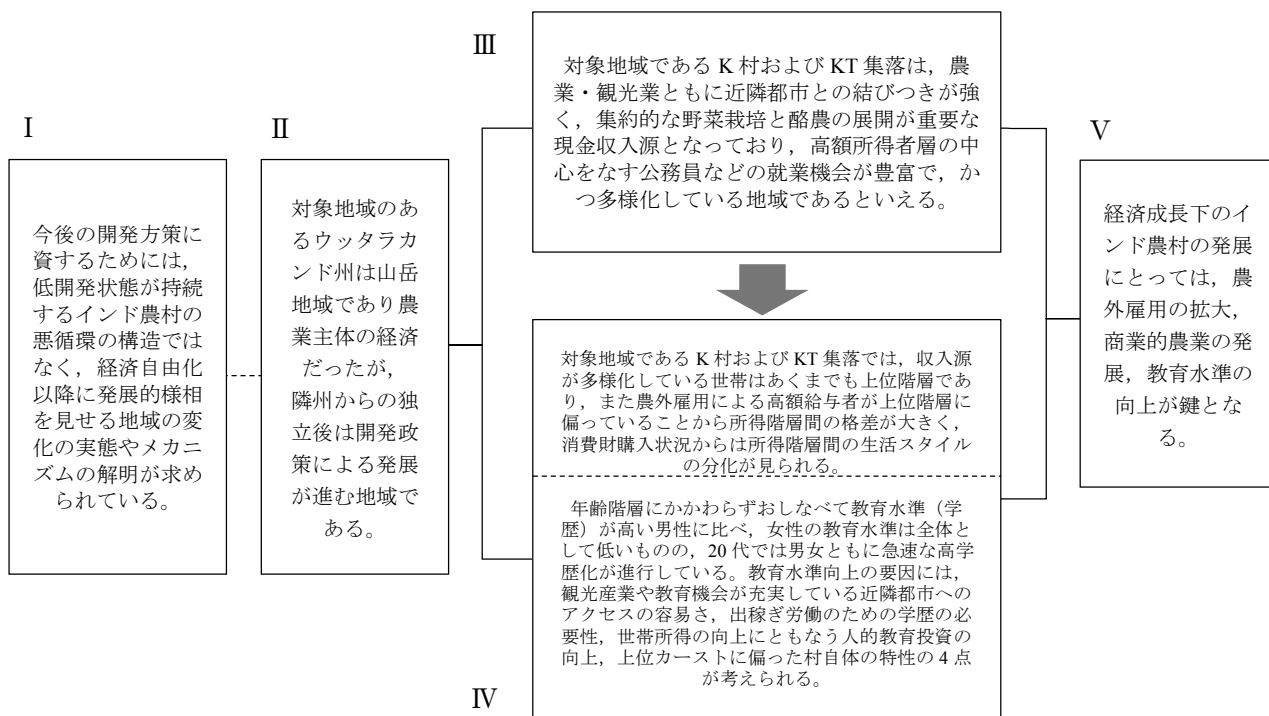 Ⅰ
今後の開発方策に
資するためには，
低開発状態が持続
するインド農村の
悪循環の構造では
なく，経済自由化
以降に発展的様相
を見せる地域の変
化の実態やメカニ
ズムの解明が求め
られている。
Ⅱ
対象地域のあ
るウッタラカ
ンド州は山岳
地域であり農
業主体の経済
だったが，
隣州からの独
立後は開発政
策による発展
が進む地域で
ある。
Ⅲ
対象地域である K 村および KT 集落は，農
業・観光業ともに近隣都市との結びつきが強
く，集約的な野菜栽培と酪農の展開が重要な
現金収入源となっており，高額所得者層の中
心をなす公務員などの就業機会が豊富で，か
つ多様化している地域であるといえる。
対象地域である K 村および KT 集落では，収入源
が多様化している世帯はあくまでも上位階層であ
り，また農外雇用による高額給与者が上位階層に
偏っていることから所得階層間の格差が大きく，
消費財購入状況からは所得階層間の生活スタイル
の分化が見られる。
年齢階層にかかわらずおしなべて教育水準（学
歴）が高い男性に比べ，女性の教育水準は全体と
して低いものの，20 代では男女ともに急速な高学
歴化が進行している。教育水準向上の要因には，
観光産業や教育機会が充実している近隣都市への
アクセスの容易さ，出稼ぎ労働のための学歴の必
要性，世帯所得の向上にともなう人的教育投資の
向上，上位カーストに偏った村自体の特性の 4 点
が考えられる。
Ⅳ
Ⅴ
経済成長下のイ
ンド農村の発展
にとっては，農
外雇用の拡大，
商業的農業の発
展，教育水準の
向上が鍵とな
る。